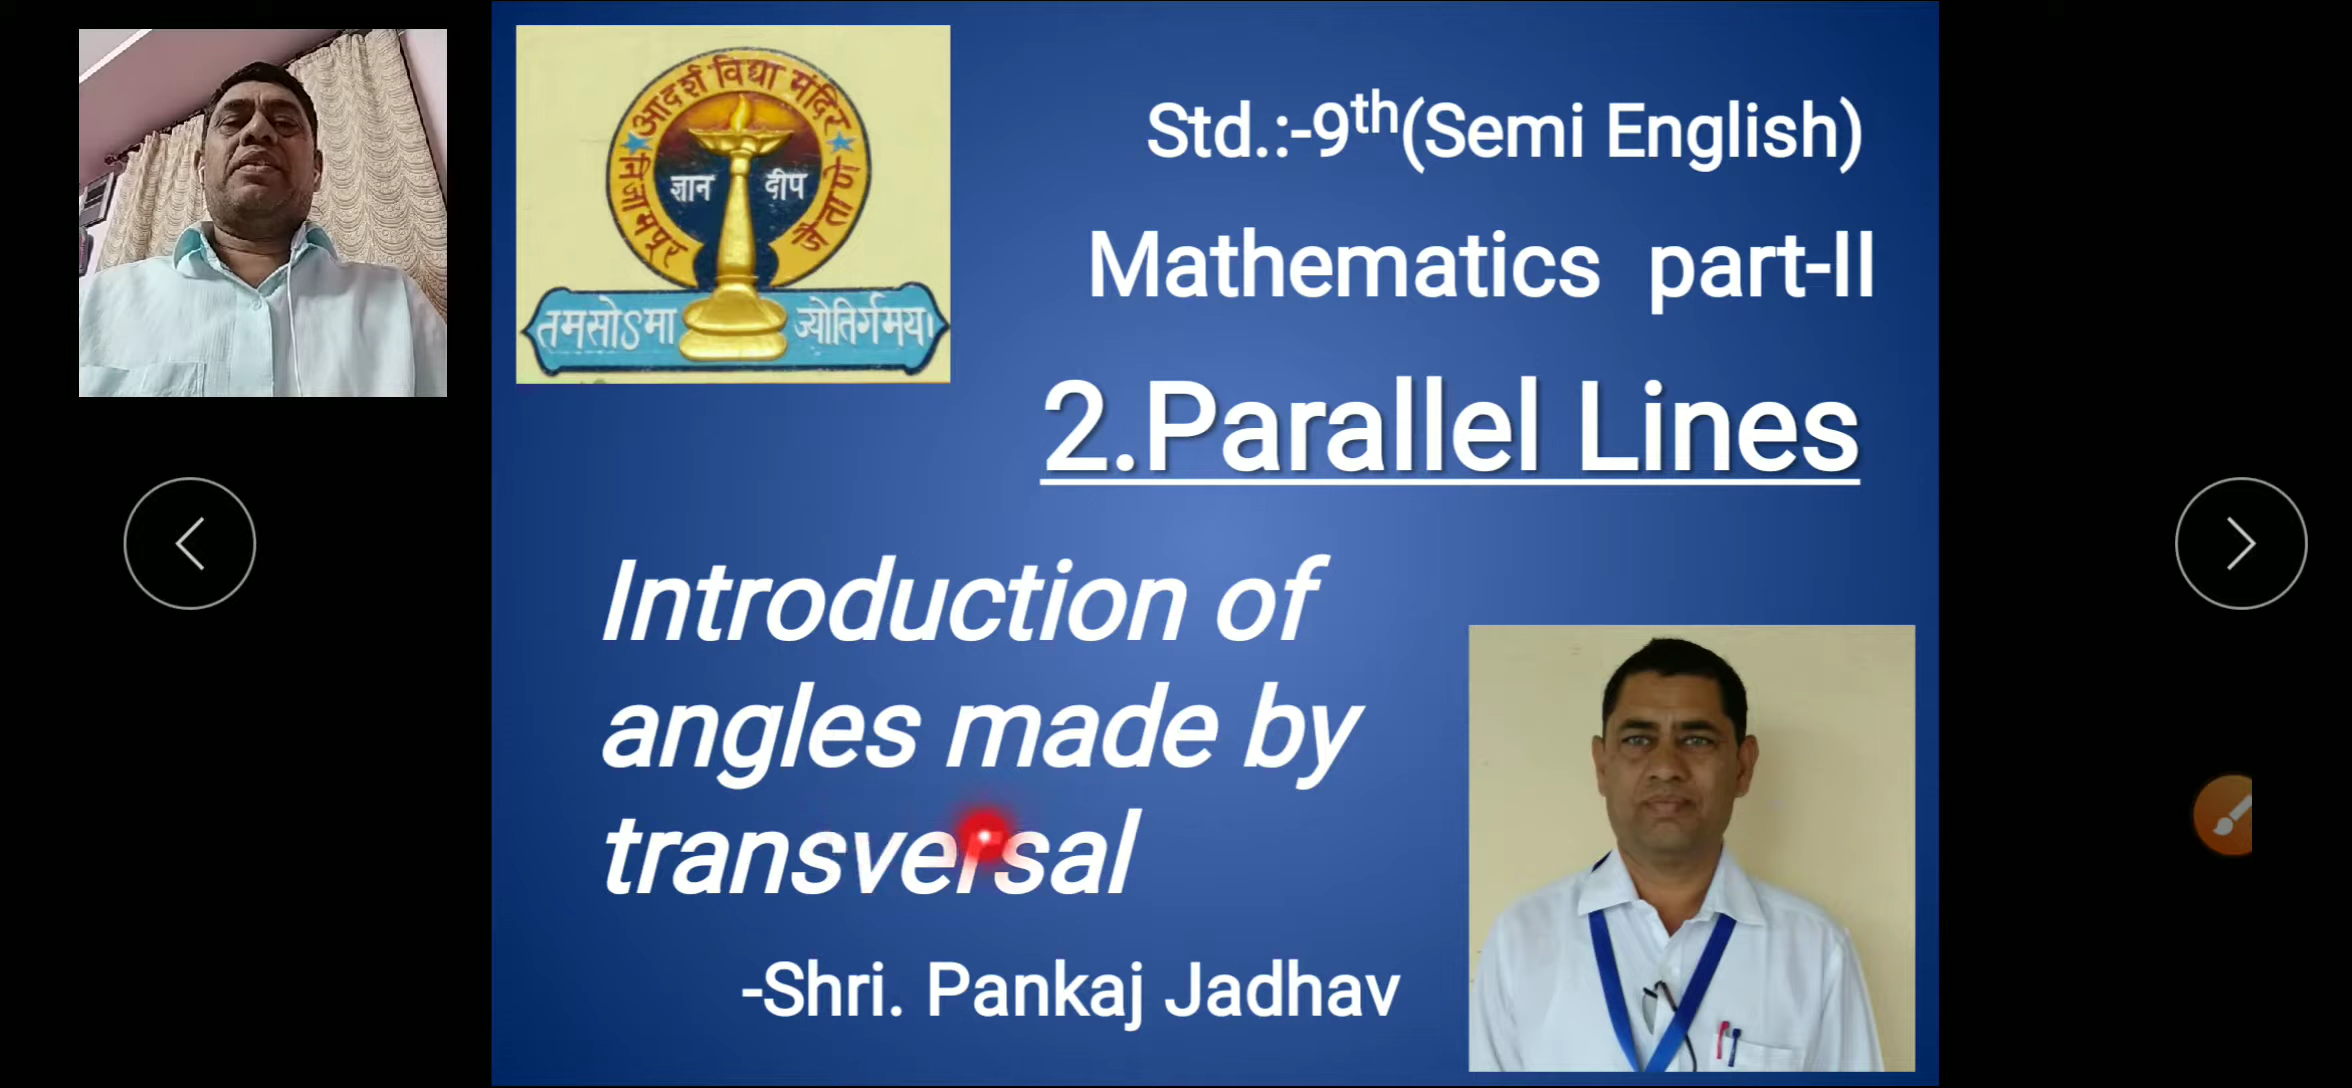 आदर्श विद्या मंदिर
निजामपूर
जैताणे
ज्ञान दीप
तमसोऽमा ज्योतिर्गमय।
Std.:-9th(Semi English)
Mathematics part-II
2.Parallel Lines
Introduction of
angles made by
transversal
-Shri. Pankaj Jadhav